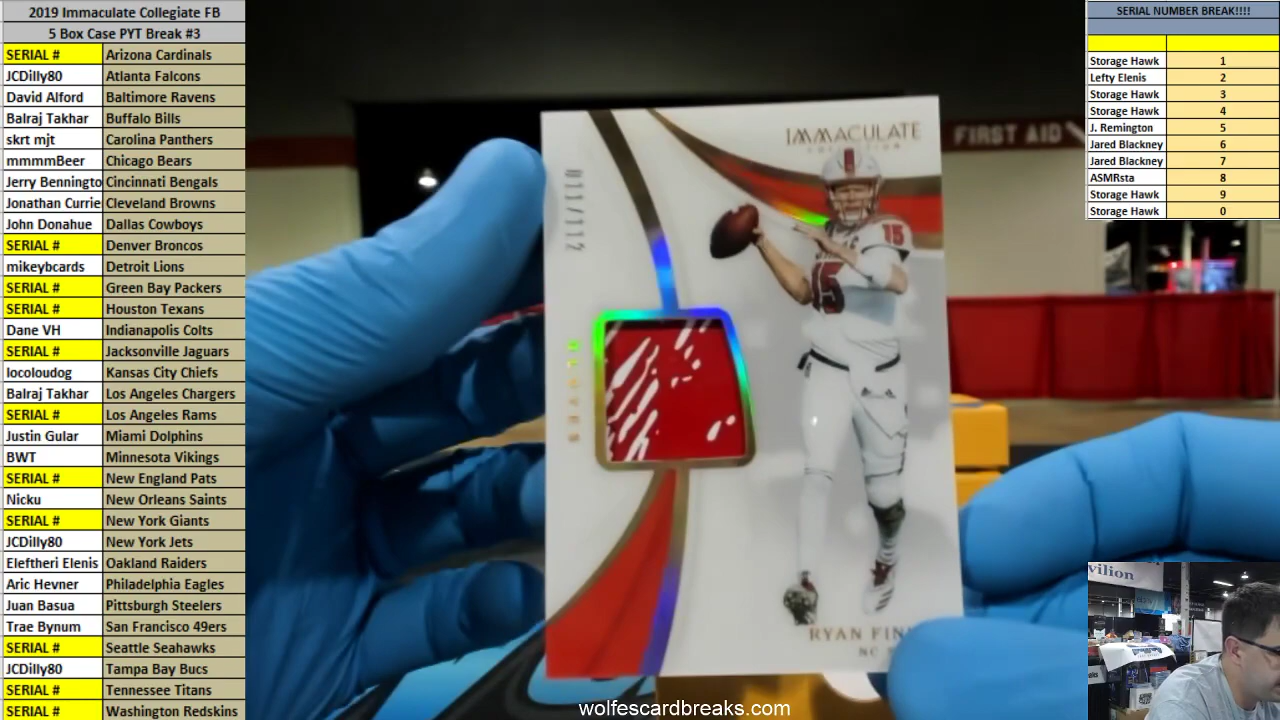 2019 Immaculate Collegiate FB
5 Box Case PYT Break #3
SERIAL # Arizona Cardinals
JCDilly80 Atlanta Falcons
David Alford Baltimore Ravens
Balraj Takhar Buffalo Bills
skrt mjt Carolina Panthers
mmmmBeer Chicago Bears
Jerry Benningto Cincinnati Bengals
Jonathan Currie Cleveland Browns
John Donahue Dallas Cowboys
SERIAL # Denver Broncos
mikeybcards Detroit Lions
SERIAL # Green Bay Packers
SERIAL # Houston Texans
Dane VH Indianapolis Colts
SERIAL # Jacksonville Jaguars
locoloudog Kansas City Chiefs
Balraj Takhar Los Angeles Chargers
SERIAL # Los Angeles Rams
Justin Gular Miami Dolphins
BWT Minnesota Vikings
SERIAL # New England Pats
Nicku New Orleans Saints
SERIAL # New York Giants
JCDilly80 New York Jets
Eleftheri Elenis Oakland Raiders
Aric Hevner Philadelphia Eagles
Juan Basua Pittsburgh Steelers
Trae Bynum San Francisco 49ers
SERIAL # Seattle Seahawks
JCDilly80 Tampa Bay Bucs
SERIAL # Tennessee Titans
SERIAL # Washington Redskins
IMMACULATE
COLLECTION
FIRST AID
011/112
GLOVES
15
15
RYAN FIN
NC
wolfescardbreaks.com
SERIAL NUMBER BREAK!!!!
Storage Hawk 1
Lefty Elenis 2
Storage Hawk 3
Storage Hawk 4
J. Remington 5
Jared Blackney 6
Jared Blackney 7
ASMRsta 8
Storage Hawk 9
Storage Hawk 0
vilion